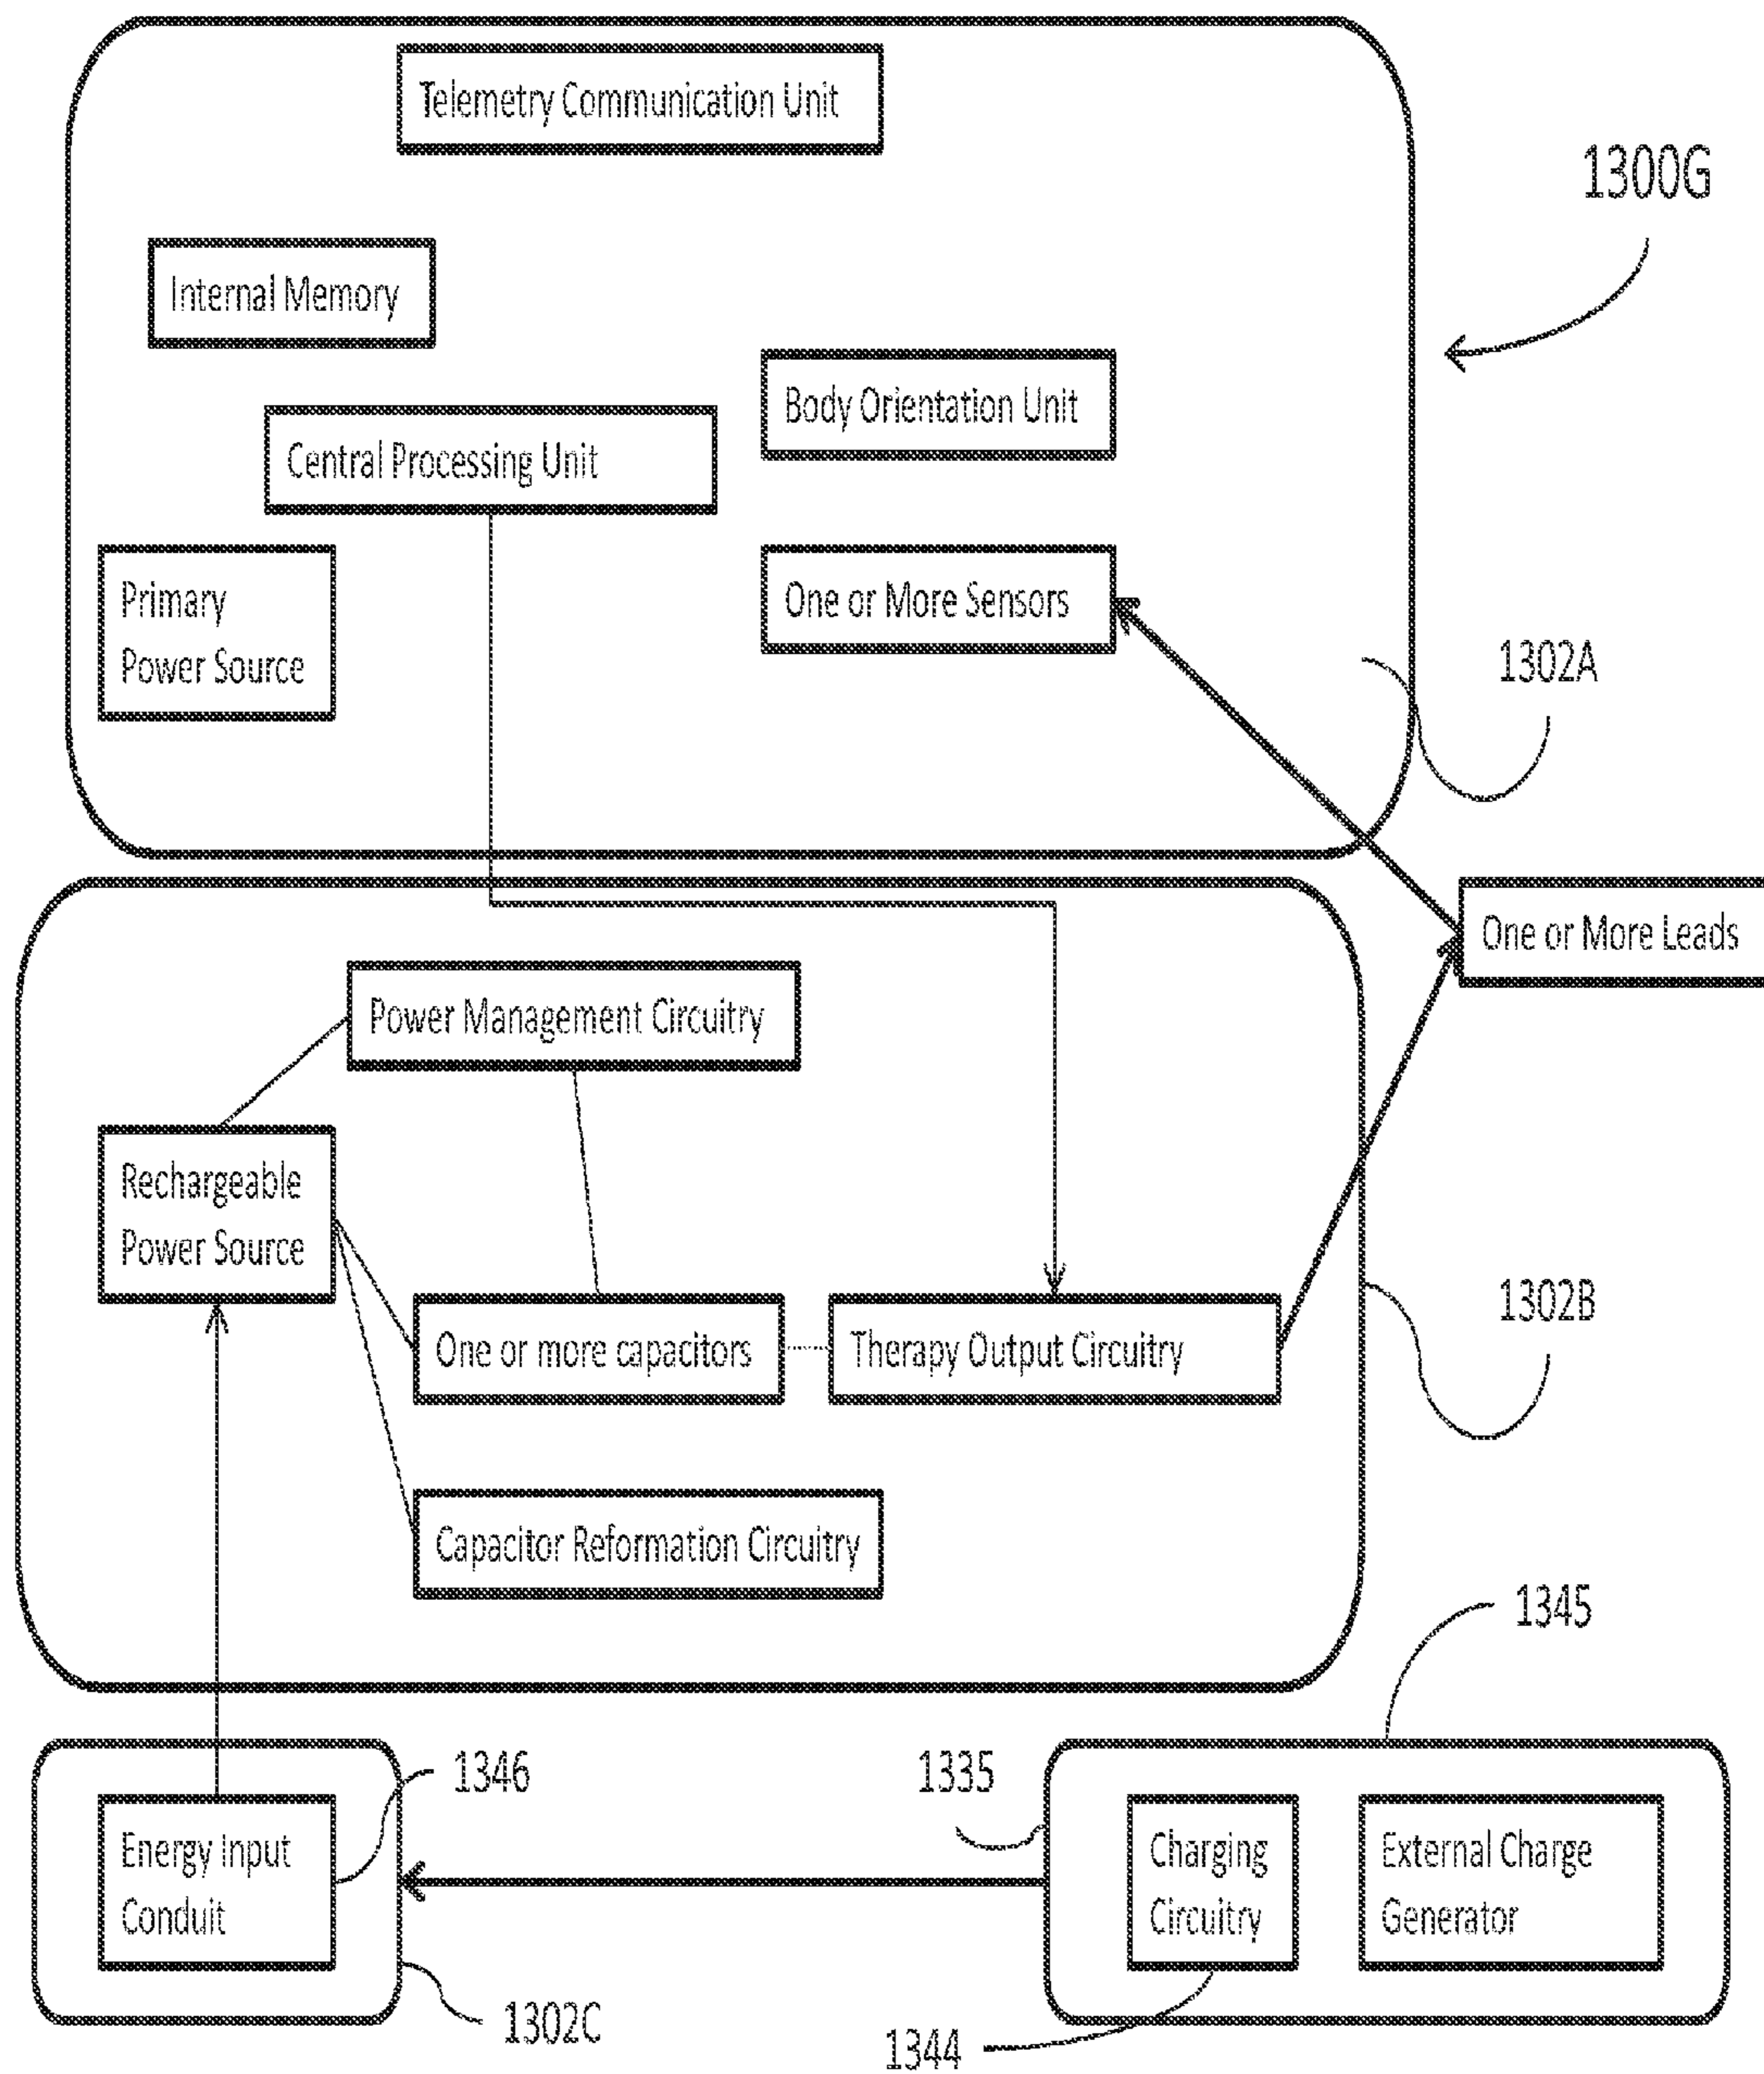 Telemetry Communication Unit
1300G
Internal Memory
Body Orientation Unit
Central Processing Unit
Primary
Power Source
One or More Sensors
1302A
One or More Leads
Power Management Circuitry
Rechargeable
Power Source
1302B
One or more capacitors
Therapy Output Circuitry
Capacitor Reformation Circuitry
1345
1346
1335
Energy Input
Conduit
Charging
Circuitry
External Charge
Generator
1302C
1344